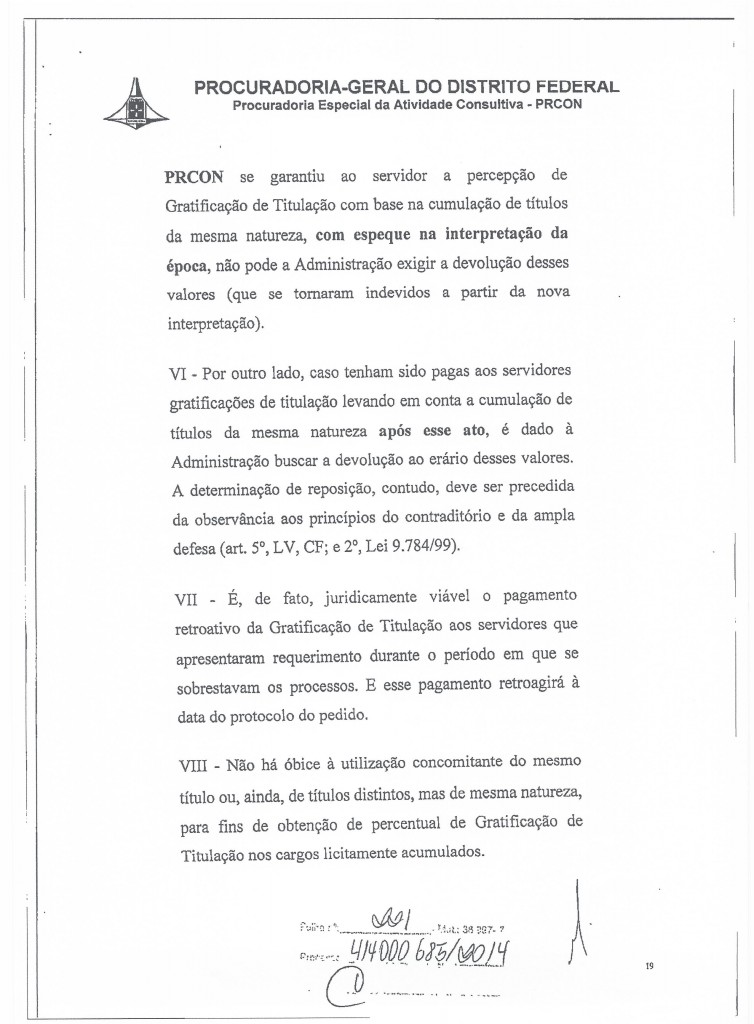 PROCURADORIA-GERAL DO DISTRITO FEDERAL
Procuradoria Especial da Atividade Consultiva - PRCON
PRCON se garantiu ao servidor a percepção de
Gratificação de Titulação com base na cumulação de títulos
da mesma natureza, com espeque na interpretação da
época, não pode a Administração exigir a devolução desses
valores (que se tornaram indevidos a partir da nova
interpretação).
VI - Por outro lado, caso tenham sido pagas aos servidores
gratificações de titulação levando em conta a cumulação de
títulos da mesma natureza após esse ato, é dado à
Administração buscar a devolução ao erário desses valores.
A determinação de reposição, contudo, deve ser precedida
da observância aos princípios do contraditório e da ampla
defesa (art. 5º, LV, CF; e 2º, Lei 9.784/99).
VII - É, de fato, juridicamente viável o pagamento
retroativo da Gratificação de Titulação aos servidores que
apresentaram requerimento durante o período em que se
sobrestavam os processos. E esse pagamento retroagirá à
data do protocolo do pedido.
VIII - Não há óbice à utilização concomitante do mesmo
título ou, ainda, de títulos distintos, mas de mesma natureza,
para fins de obtenção de percentual de Gratificação de
Titulação nos cargos licitamente acumulados.
Mat.: 36 997-7
414000685/2014
19